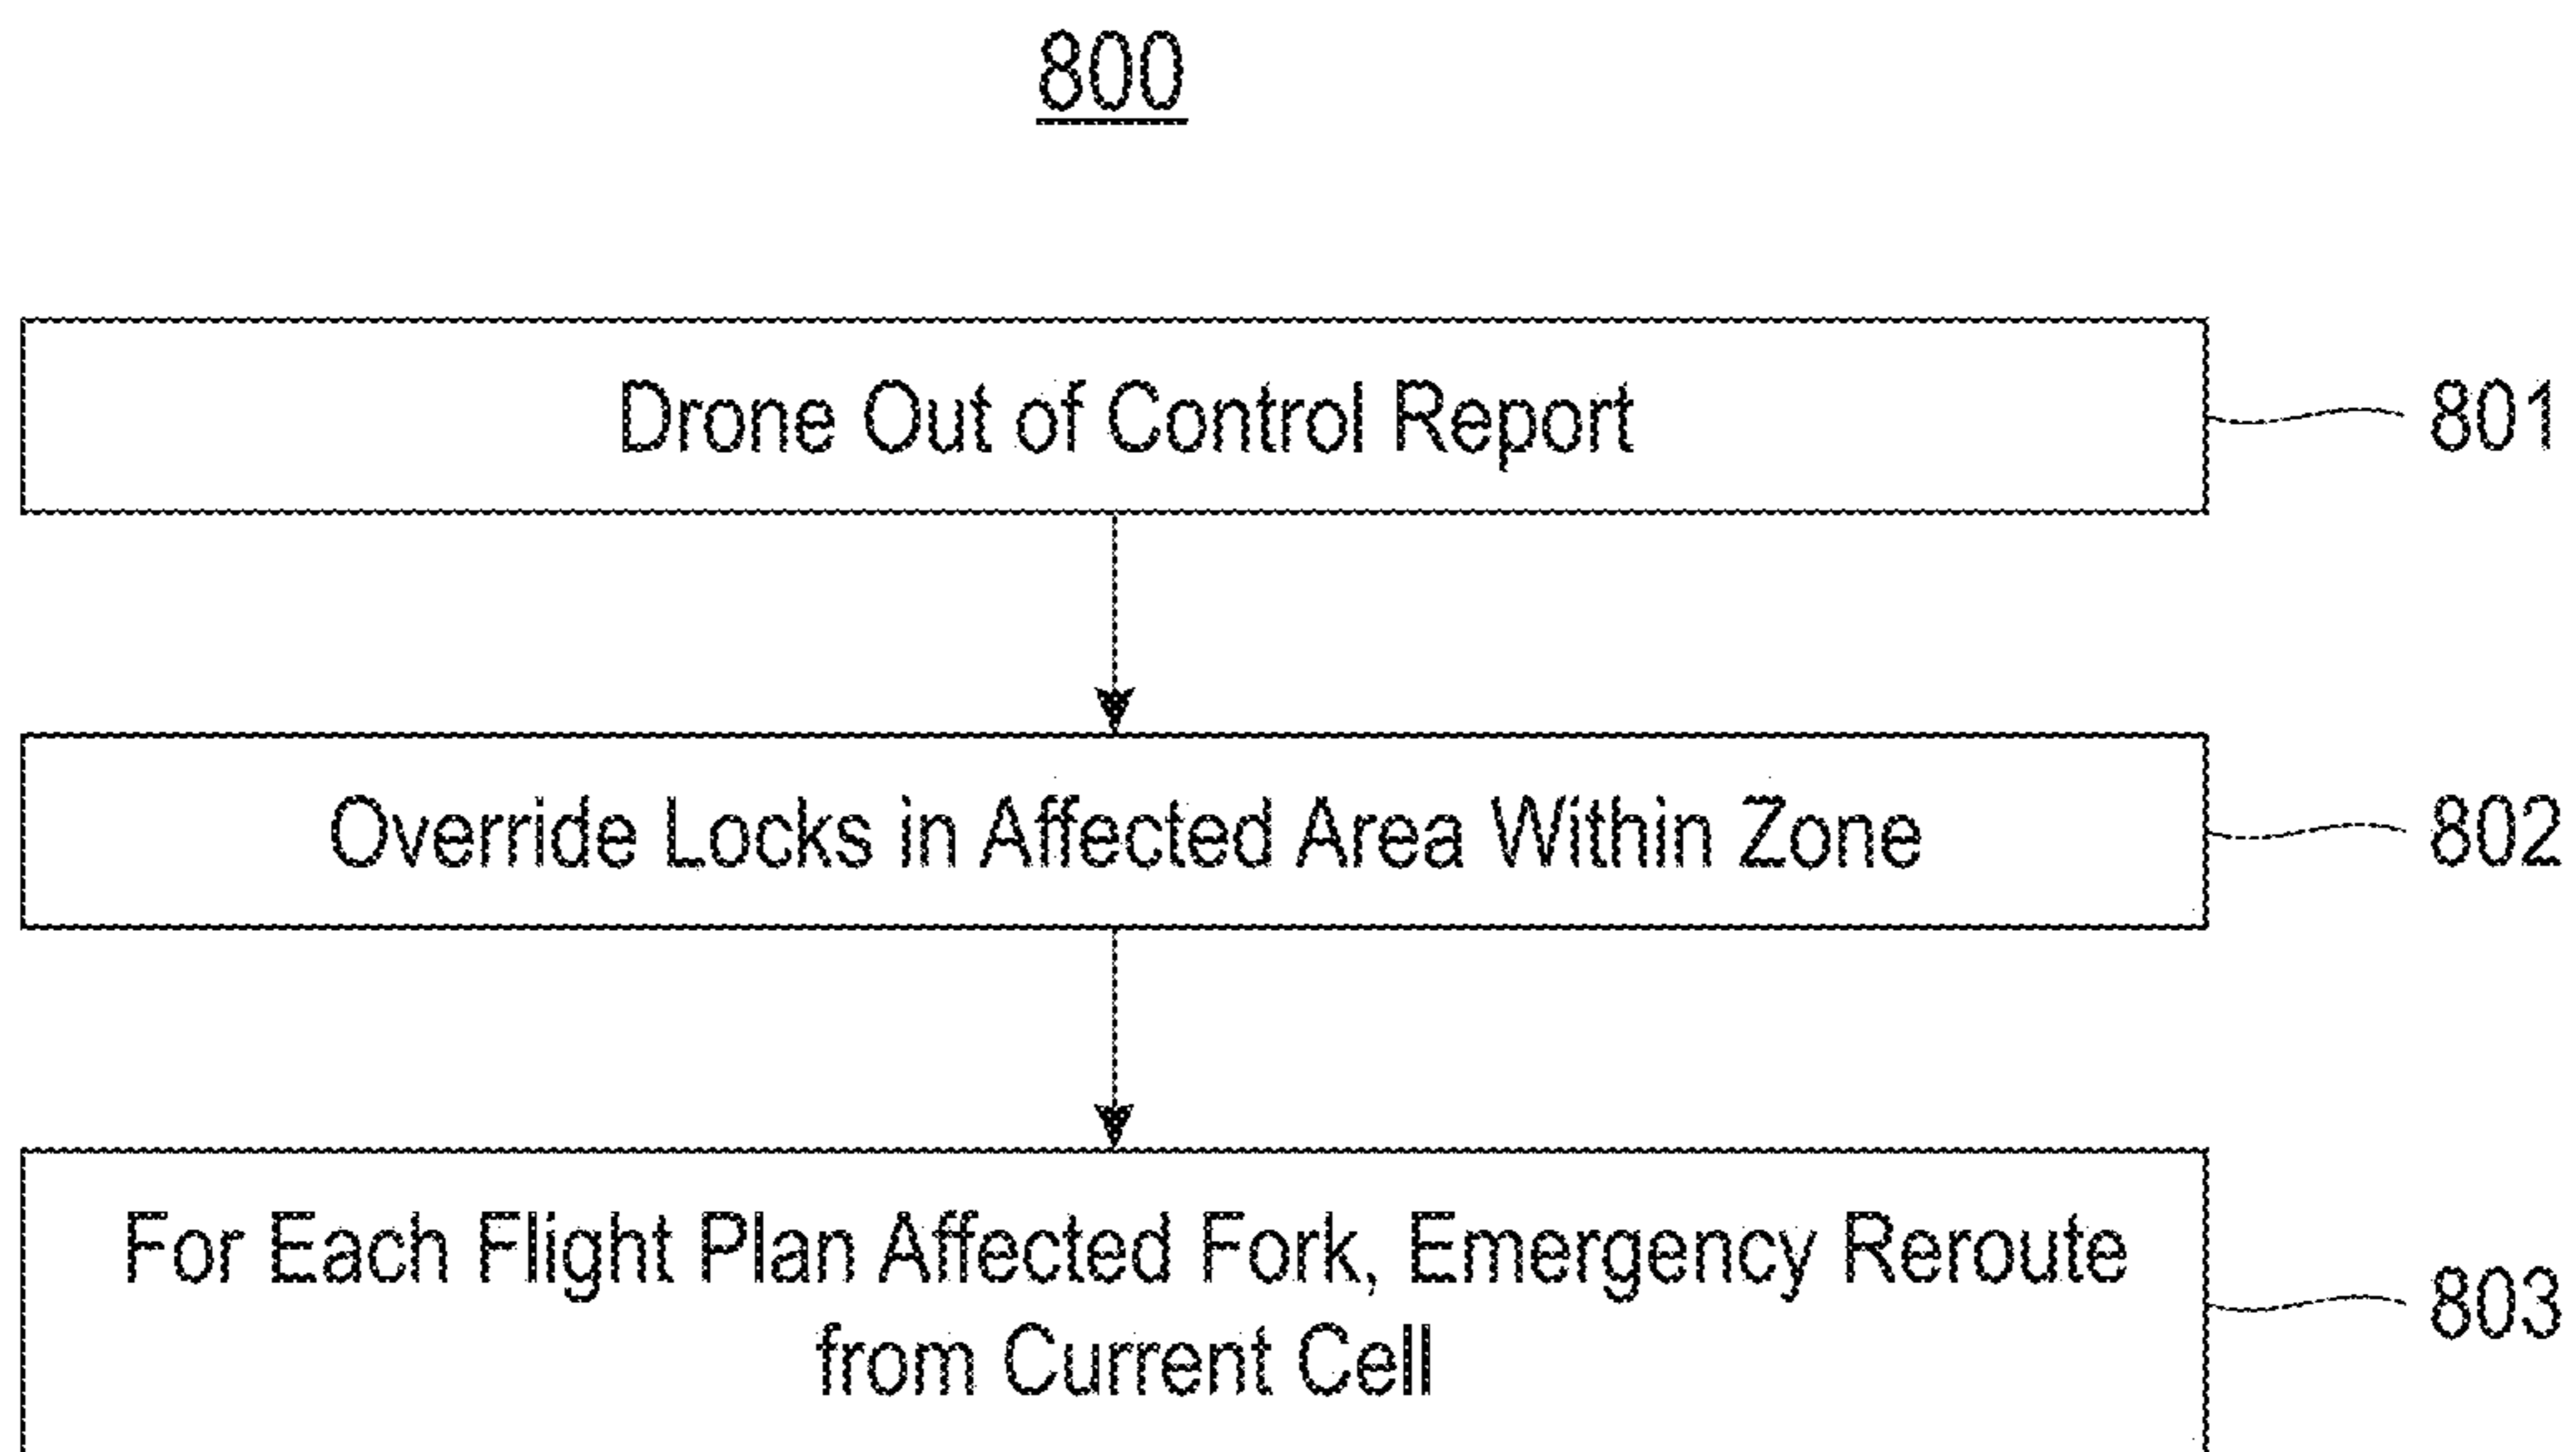 800
Drone Out of Control Report
801
Override Locks in Affected Area Within Zone
802
For Each Flight Plan Affected Fork, Emergency Reroute
from Current Cell
803